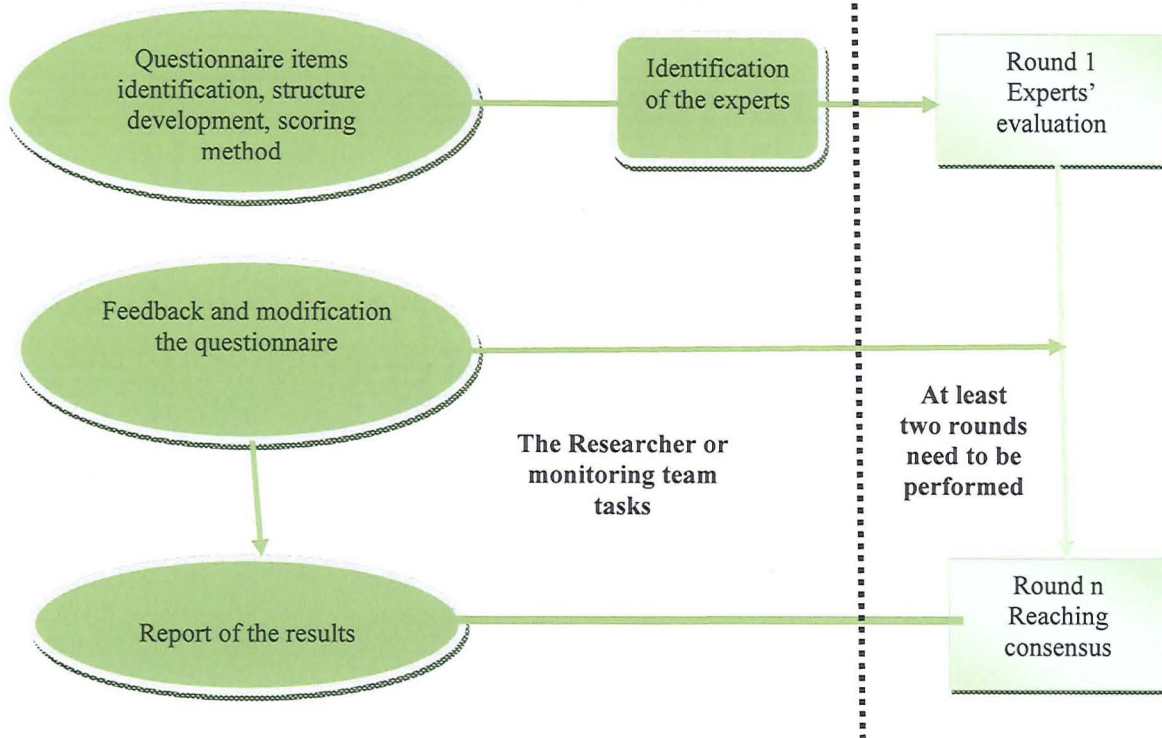 Questionnaire items
identification, structure
development, scoring
method
Identification
of the experts
Round 1
Experts’
evaluation
Feedback and modification
the questionnaire
The Researcher or
monitoring team
tasks
At least
two rounds
need to be
performed
Report of the results
Round n
Reaching
consensus